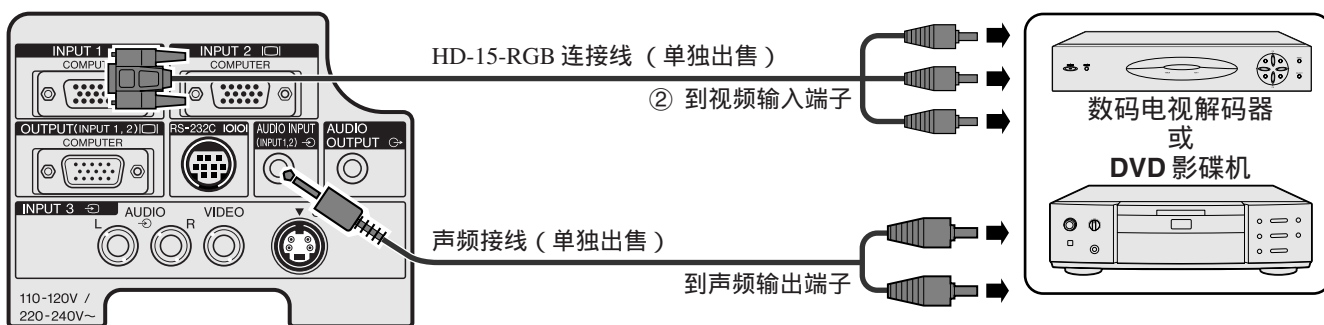 INPUT 1
COMPUT
INPUT 2
COMPUTER
HD-15-RGB 连接线 （单独出售）
② 到视频输入端子
数码电视解码器
或
DVD 影碟机
OUTPUT(INPUT 1, 2)
COMPUTER
RS-232C IOIOI
AUDIO INPUT
(INPUT1,2)
AUDIO
OUTPUT
INPUT 3
L AUDIO R
VIDEO
声频接线（单独出售）
到声频输出端子
110-120V /
220-240V~